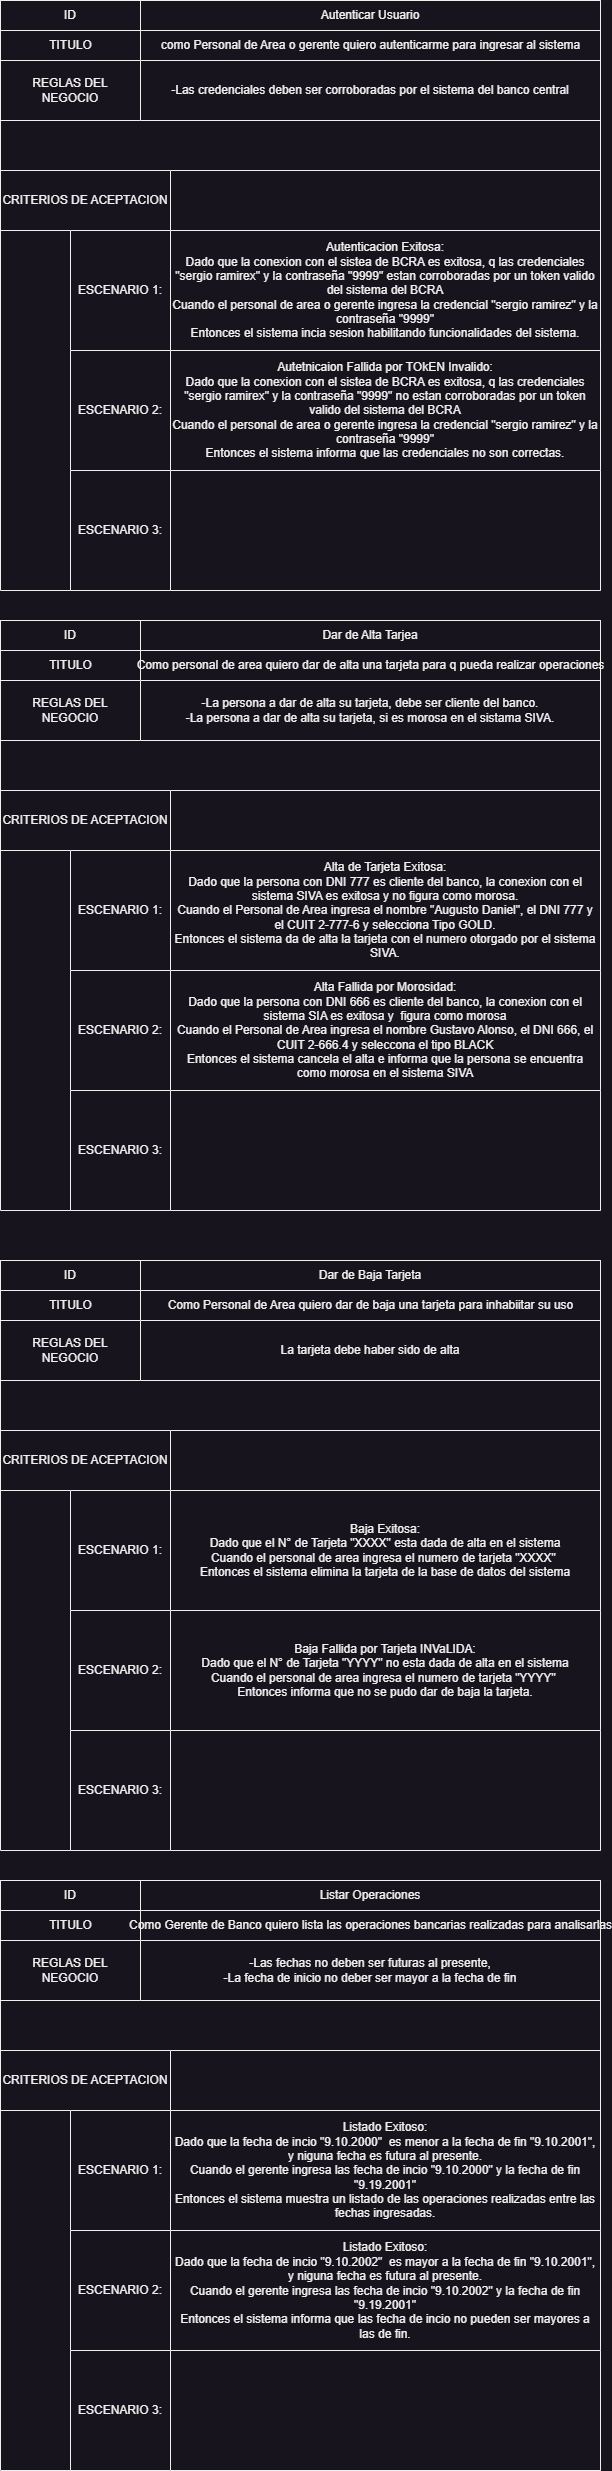 ID
Autenticar Usuario
TITULO
como Personal de Area o gerente quiero autenticarme para ingresar al sistema
REGLAS DEL
NEGOCIO
-Las credenciales deben ser corroboradas por el sistema del banco central
CRITERIOS DE ACEPTACION
ESCENARIO 1:
Autenticacion Exitosa:
Dado que la conexion con el sistea de BCRA es exitosa, q las credenciales
"sergio ramirex" y la contraseña "9999" estan corroboradas por un token valido
del sistema del BCRA
Cuando el personal de area o gerente ingresa la credencial "sergio ramirez" y la
contraseña "9999"
Entonces el sistema incia sesion habilitando funcionalidades del sistema.
ESCENARIO 2:
Autetnicaion Fallida por TOkEN Invalido:
Dado que la conexion con el sistea de BCRA es exitosa, q las credenciales
"sergio ramirex" y la contraseña "9999" no estan corroboradas por un token
valido del sistema del BCRA
Cuando el personal de area o gerente ingresa la credencial "sergio ramirez" y la
contraseña "9999"
Entonces el sistema informa que las credenciales no son correctas.
ESCENARIO 3:
ID
Dar de Alta Tarjea
TITULO
Como personal de area quiero dar de alta una tarjeta para q pueda realizar operaciones
REGLAS DEL
NEGOCIO
-La persona a dar de alta su tarjeta, debe ser cliente del banco.
-La persona a dar de alta su tarjeta, si es morosa en el sistama SIVA.
CRITERIOS DE ACEPTACION
ESCENARIO 1:
Alta de Tarjeta Exitosa:
Dado que la persona con DNI 777 es cliente del banco, la conexion con el
sistema SIVA es exitosa y no figura como morosa.
Cuando el Personal de Area ingresa el nombre "Augusto Daniel", el DNI 777 y
el CUIT 2-777-6 y selecciona Tipo GOLD.
Entonces el sistema da de alta la tarjeta con el numero otorgado por el sistema
SIVA.
ESCENARIO 2:
Alta Fallida por Morosidad:
Dado que la persona con DNI 666 es cliente del banco, la conexion con el
sistema SIA es exitosa y  figura como morosa
Cuando el Personal de Area ingresa el nombre Gustavo Alonso, el DNI 666, el
CUIT 2-666.4 y seleccona el tipo BLACK
Entonces el sistema cancela el alta e informa que la persona se encuentra
como morosa en el sistema SIVA
ESCENARIO 3:
ID
Dar de Baja Tarjeta
TITULO
Como Personal de Area quiero dar de baja una tarjeta para inhabiitar su uso
REGLAS DEL
NEGOCIO
La tarjeta debe haber sido de alta
CRITERIOS DE ACEPTACION
ESCENARIO 1:
Baja Exitosa:
Dado que el N° de Tarjeta "XXXX" esta dada de alta en el sistema
Cuando el personal de area ingresa el numero de tarjeta "XXXX"
Entonces el sistema elimina la tarjeta de la base de datos del sistema
ESCENARIO 2:
Baja Fallida por Tarjeta INVaLIDA:
Dado que el N° de Tarjeta "YYYY" no esta dada de alta en el sistema
Cuando el personal de area ingresa el numero de tarjeta "YYYY"
Entonces informa que no se pudo dar de baja la tarjeta.
ESCENARIO 3:
ID
Listar Operaciones
TITULO
Como Gerente de Banco quiero lista las operaciones bancarias realizadas para analisarlas
REGLAS DEL
NEGOCIO
-Las fechas no deben ser futuras al presente,
-La fecha de inicio no deber ser mayor a la fecha de fin
CRITERIOS DE ACEPTACION
ESCENARIO 1:
Listado Exitoso:
Dado que la fecha de incio "9.10.2000"  es menor a la fecha de fin "9.10.2001",
y niguna fecha es futura al presente.
Cuando el gerente ingresa las fecha de incio "9.10.2000" y la fecha de fin
"9.19.2001"
Entonces el sistema muestra un listado de las operaciones realizadas entre las
fechas ingresadas.
ESCENARIO 2:
Listado Exitoso:
Dado que la fecha de incio "9.10.2002"  es mayor a la fecha de fin "9.10.2001",
y niguna fecha es futura al presente.
Cuando el gerente ingresa las fecha de incio "9.10.2002" y la fecha de fin
"9.19.2001"
Entonces el sistema informa que las fecha de incio no pueden ser mayores a
las de fin.
ESCENARIO 3: